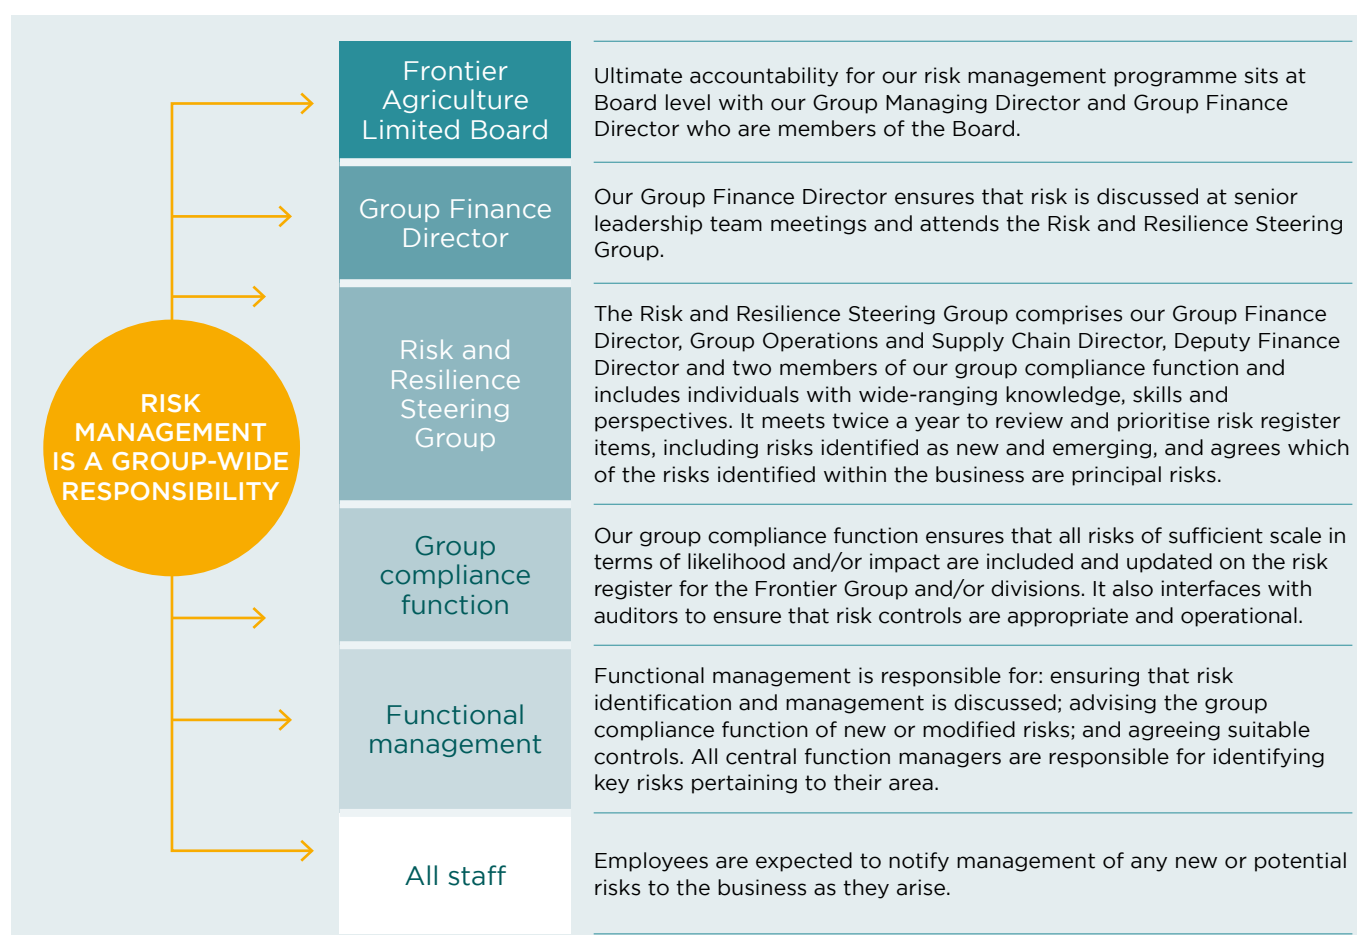 RISK
MANAGEMENT
IS A GROUP-WIDE
RESPONSIBILITY
Frontier
Agriculture
Limited Board
Ultimate accountability for our risk management programme sits at
Board level with our Group Managing Director and Group Finance
Director who are members of the Board.
Group Finance
Director
Our Group Finance Director ensures that risk is discussed at senior
leadership team meetings and attends the Risk and Resilience Steering
Group.
Risk and
Resilience
Steering
Group
The Risk and Resilience Steering Group comprises our Group Finance
Director, Group Operations and Supply Chain Director, Deputy Finance
Director and two members of our group compliance function and
includes individuals with wide-ranging knowledge, skills and
perspectives. It meets twice a year to review and prioritise risk register
items, including risks identified as new and emerging, and agrees which
of the risks identified within the business are principal risks.
Group
compliance
function
Our group compliance function ensures that all risks of sufficient scale in
terms of likelihood and/or impact are included and updated on the risk
register for the Frontier Group and/or divisions. It also interfaces with
auditors to ensure that risk controls are appropriate and operational.
Functional
management
Functional management is responsible for: ensuring that risk
identification and management is discussed; advising the group
compliance function of new or modified risks; and agreeing suitable
controls. All central function managers are responsible for identifying
key risks pertaining to their area.
All staff
Employees are expected to notify management of any new or potential
risks to the business as they arise.